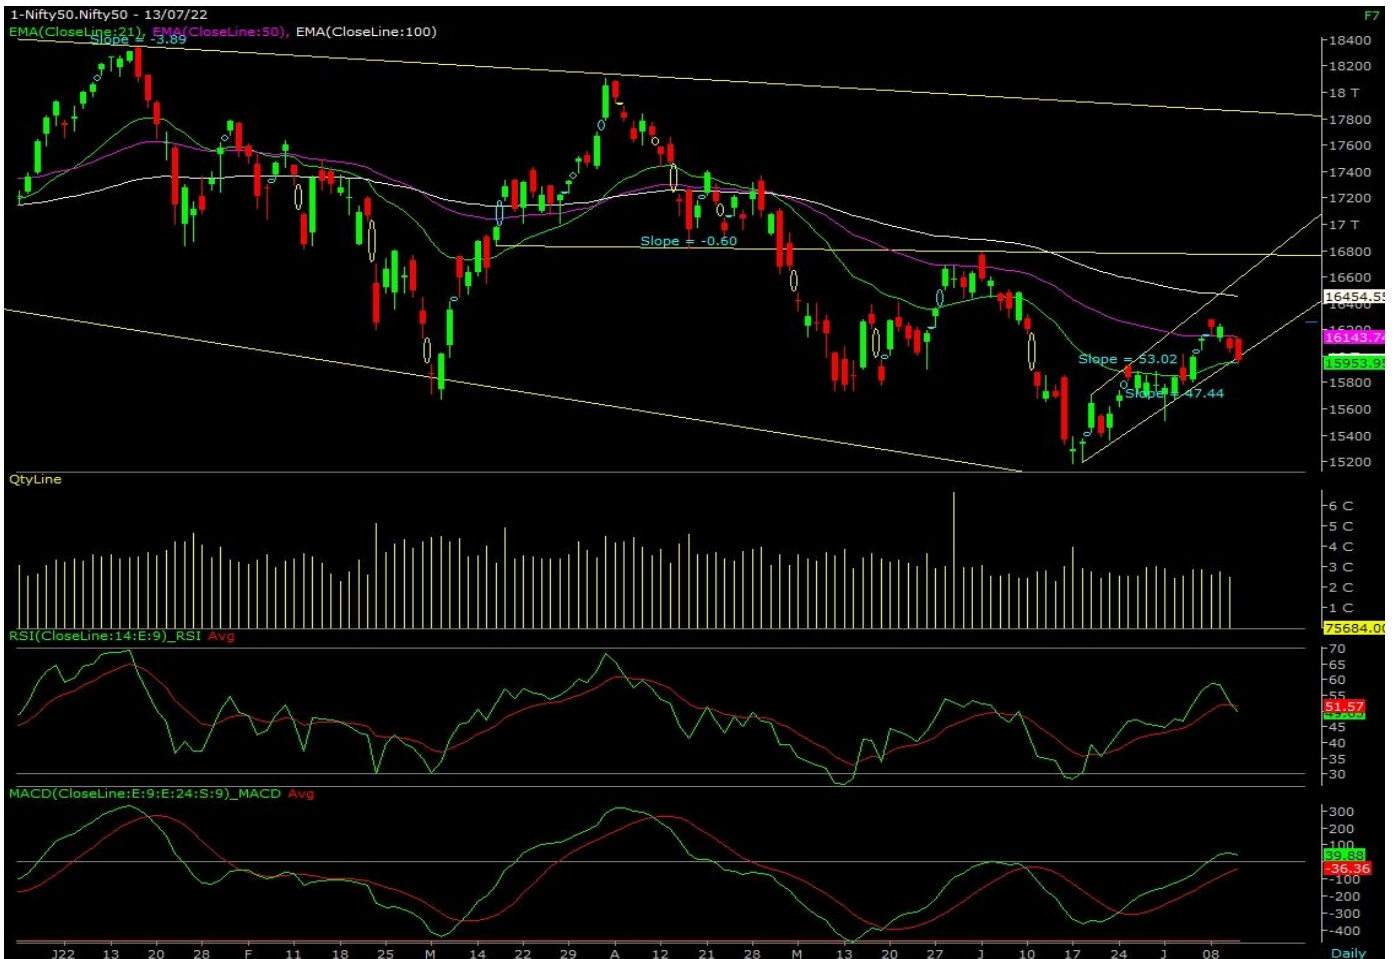 1-Nifty50.Nifty50 - 13/07/22
F7
EMA(CloseLine:21), EMA(CloseLine:50), EMA(CloseLine:100)
Slope = -3.89
18400
18200
18 T
17800
17600
17400
17200
17 T
Slope = -0.60
16800
16600
16454.55
16143.74
Slope = 53.02
15953.95
15800
Slope = 47.44
15600
15400
15200
QtyLine
6 C
5 C
4 C
3 C
2 C
1 C
75684.00
RSI(CloseLine:14:E:9)_RSI Avg
70
65
60
55
51.57
45
40
35
30
MACD(CloseLine:E:9:E:24:S:9)_MACD Avg
300
200
100
39.88
-36.36
-100
-200
-300
-400
J22 13 20 28 F 11 18 25 M 14 22 29 A 12 21 28 M 13 20 27 J 10 17 24 J 08 Daily